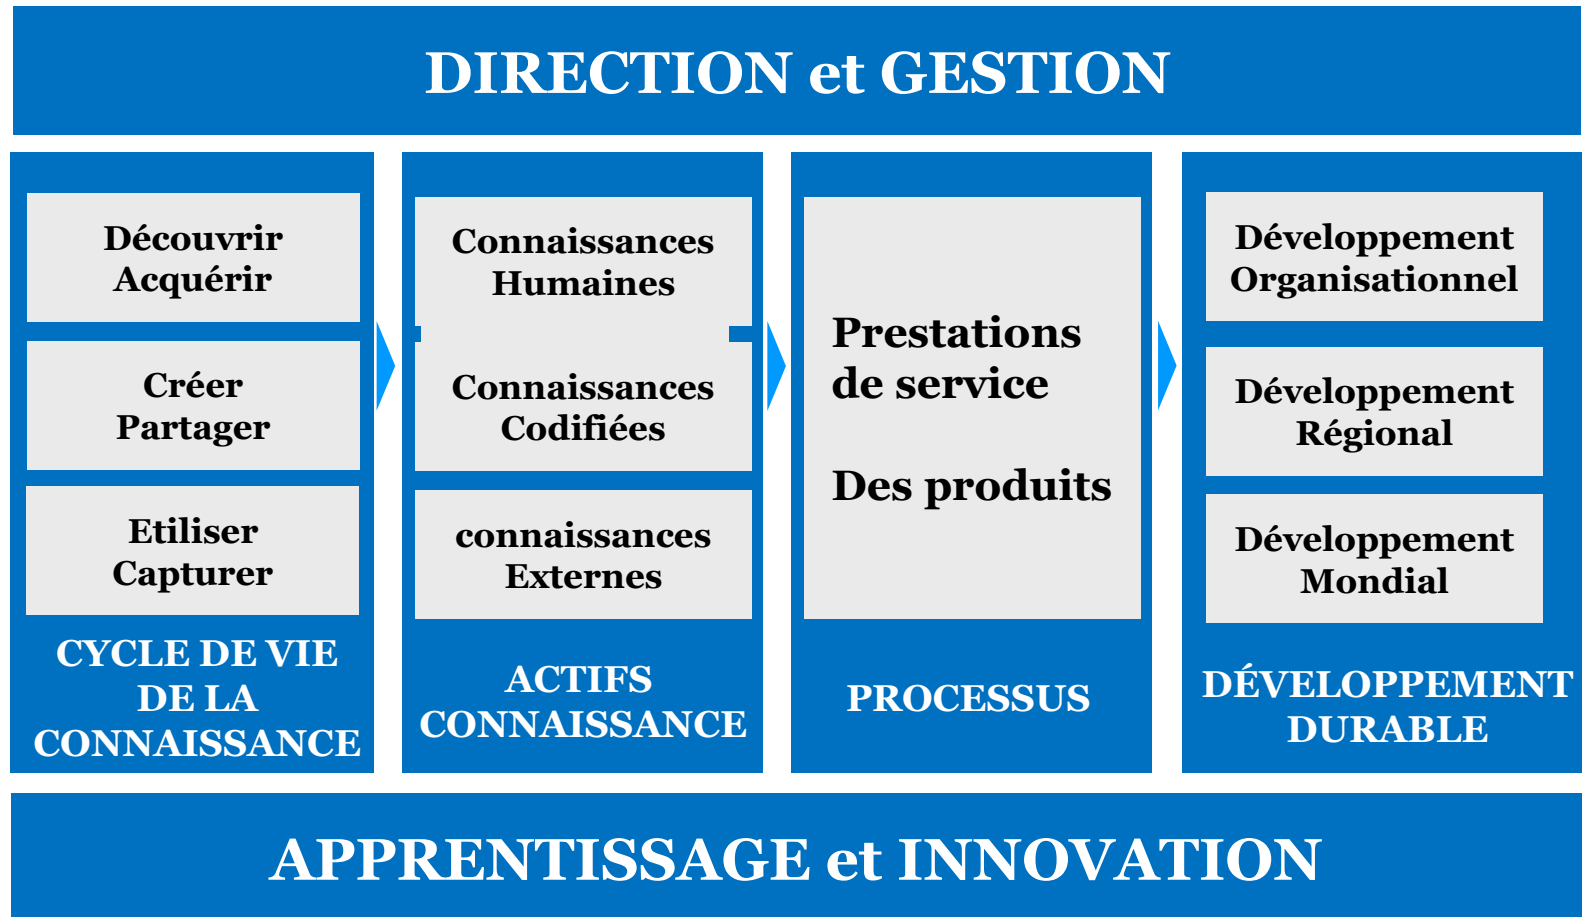 DIRECTION et GESTION
Découvrir
Acquérir
Créer
Partager
Etiliser
Capturer
CYCLE DE VIE
DE LA
CONNAISSANCE
Connaissances
Humaines
Connaissances
Codifiées
connaissances
Externes
ACTIFS
CONNAISSANCE
Prestations
de service
Des produits
PROCESSUS
Développement
Organisationnel
Développement
Régional
Développement
Mondial
DÉVELOPPEMENT
DURABLE
APPRENTISSAGE et INNOVATION